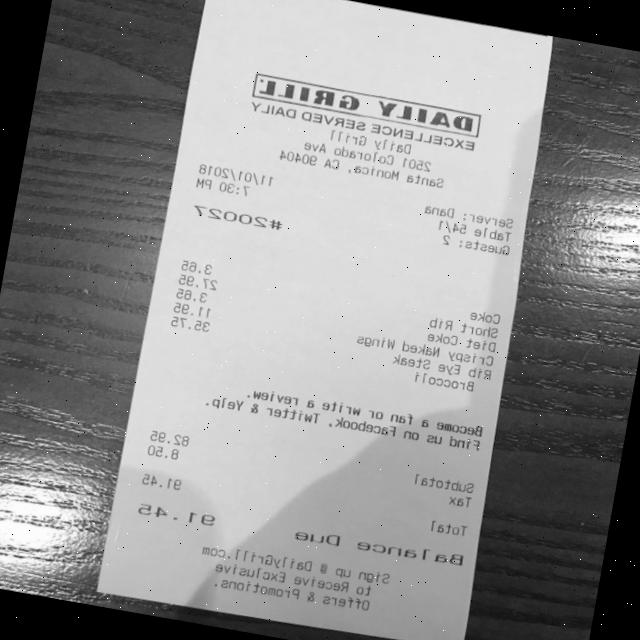 DAILY GRILL
EXCELLENCE SERVED DAILY
Daily Grill
2501 Colorado Ave
Santa Monica, CA. 90404
Server: Dana 11/01/2018
Table 54/1 7:30 PM
Guests: 2
#20027
Coke 3.65
Short Rib 27.95
Diet Coke 3.65
Crispy Naked Wings 11.95
Rib Eye Steak 35.75
Broccoli
Become a fan or write a review.
Find us on Facebook, Twitter & Yelp.
Subtotal 82.95
Tax 8.50
Total 91.45
Balance Due 91.45
Sign up @ DailyGrill.com
to Receive Exclusive
Offers & Promotions.